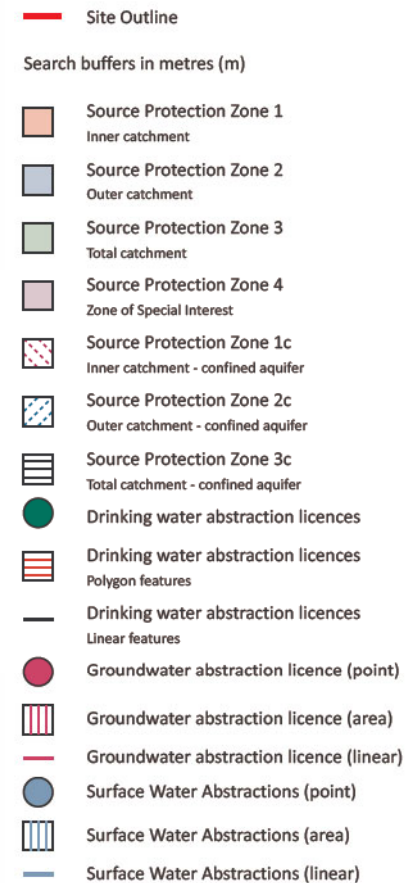 Site Outline
Search buffers in metres (m)
Source Protection Zone 1
Inner catchment
Source Protection Zone 2
Outer catchment
Source Protection Zone 3
Total catchment
Source Protection Zone 4
Zone of Special Interest
Source Protection Zone 1c
Inner catchment - confined aquifer
Source Protection Zone 2c
Outer catchment - confined aquifer
Source Protection Zone 3c
Total catchment - confined aquifer
Drinking water abstraction licences
Drinking water abstraction licences
Polygon features
Drinking water abstraction licences
Linear features
Groundwater abstraction licence (point)
Groundwater abstraction licence (area)
Groundwater abstraction licence (linear)
Surface Water Abstractions (point)
Surface Water Abstractions (area)
Surface Water Abstractions (linear)